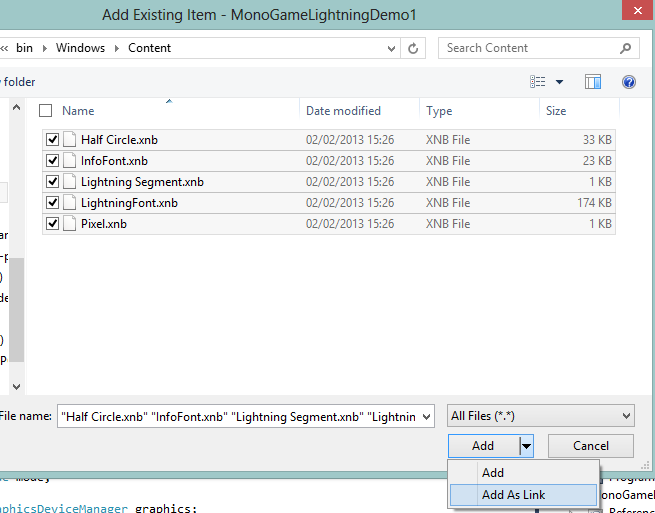 Add Existing Item - MonoGameLightningDemo1
‹‹ bin › Windows › Content
Search Content
folder
Name Date modified Type Size
Half Circle.xnb 02/02/2013 15:26 XNB File 33 KB
InfoFont.xnb 02/02/2013 15:26 XNB File 23 KB
Lightning Segment.xnb 02/02/2013 15:26 XNB File 1 KB
LightningFont.xnb 02/02/2013 15:26 XNB File 174 KB
Pixel.xnb 02/02/2013 15:26 XNB File 1 KB
File name: "Half Circle.xnb" "InfoFont.xnb" "Lightning Segment.xnb" "Lightnin
All Files (*.*)
Add Cancel
Add
Add As Link
aphicsDeviceManager graphics;